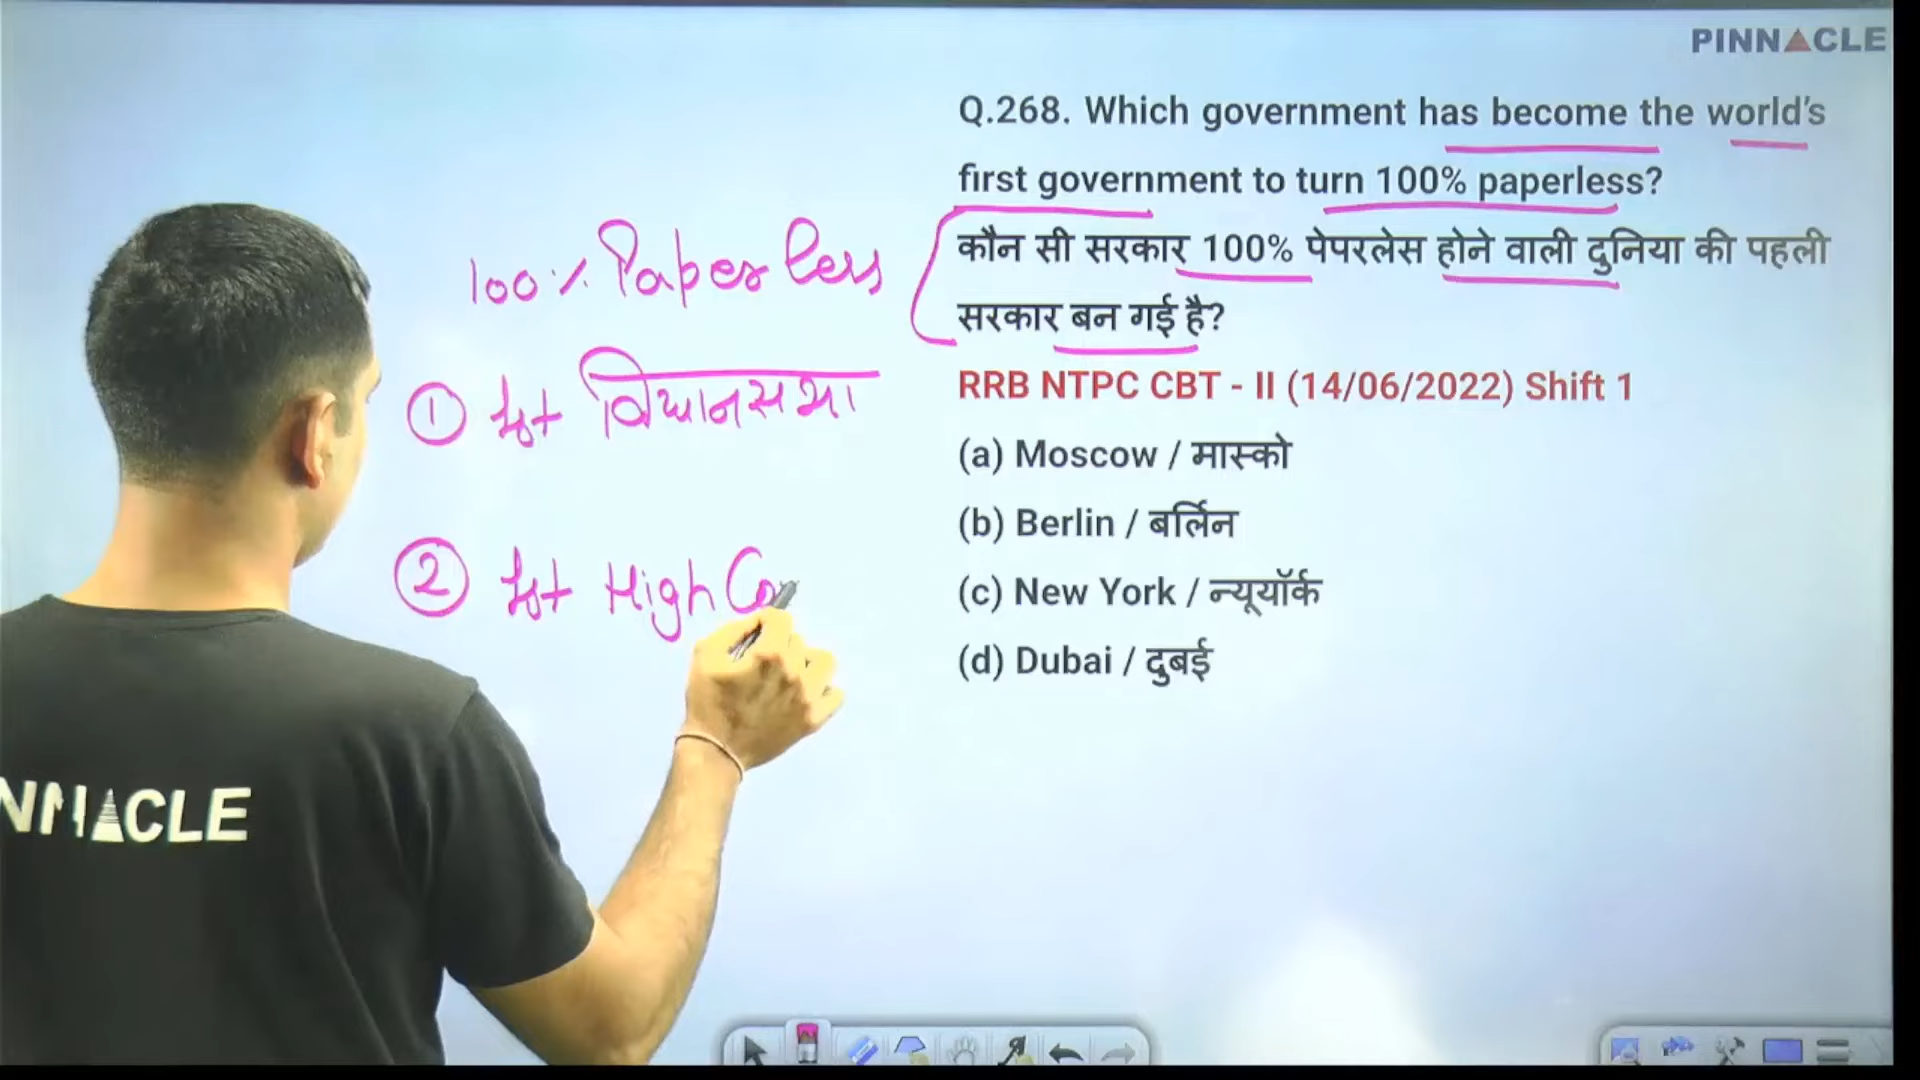 PINNACLE
Q.268. Which government has become the world's
first government to turn 100% paperless?
कौन सी सरकार 100% पेपरलेस होने वाली दुनिया की पहली
सरकार बन गई है?
RRB NTPC CBT - II (14/06/2022) Shift 1
(a) Moscow / मास्को
(b) Berlin / बर्लिन
(c) New York / न्यूयॉर्क
(d) Dubai / दुबई
100% Paperless
① 1st विधानसभा
② 1st High Co
NNACLE